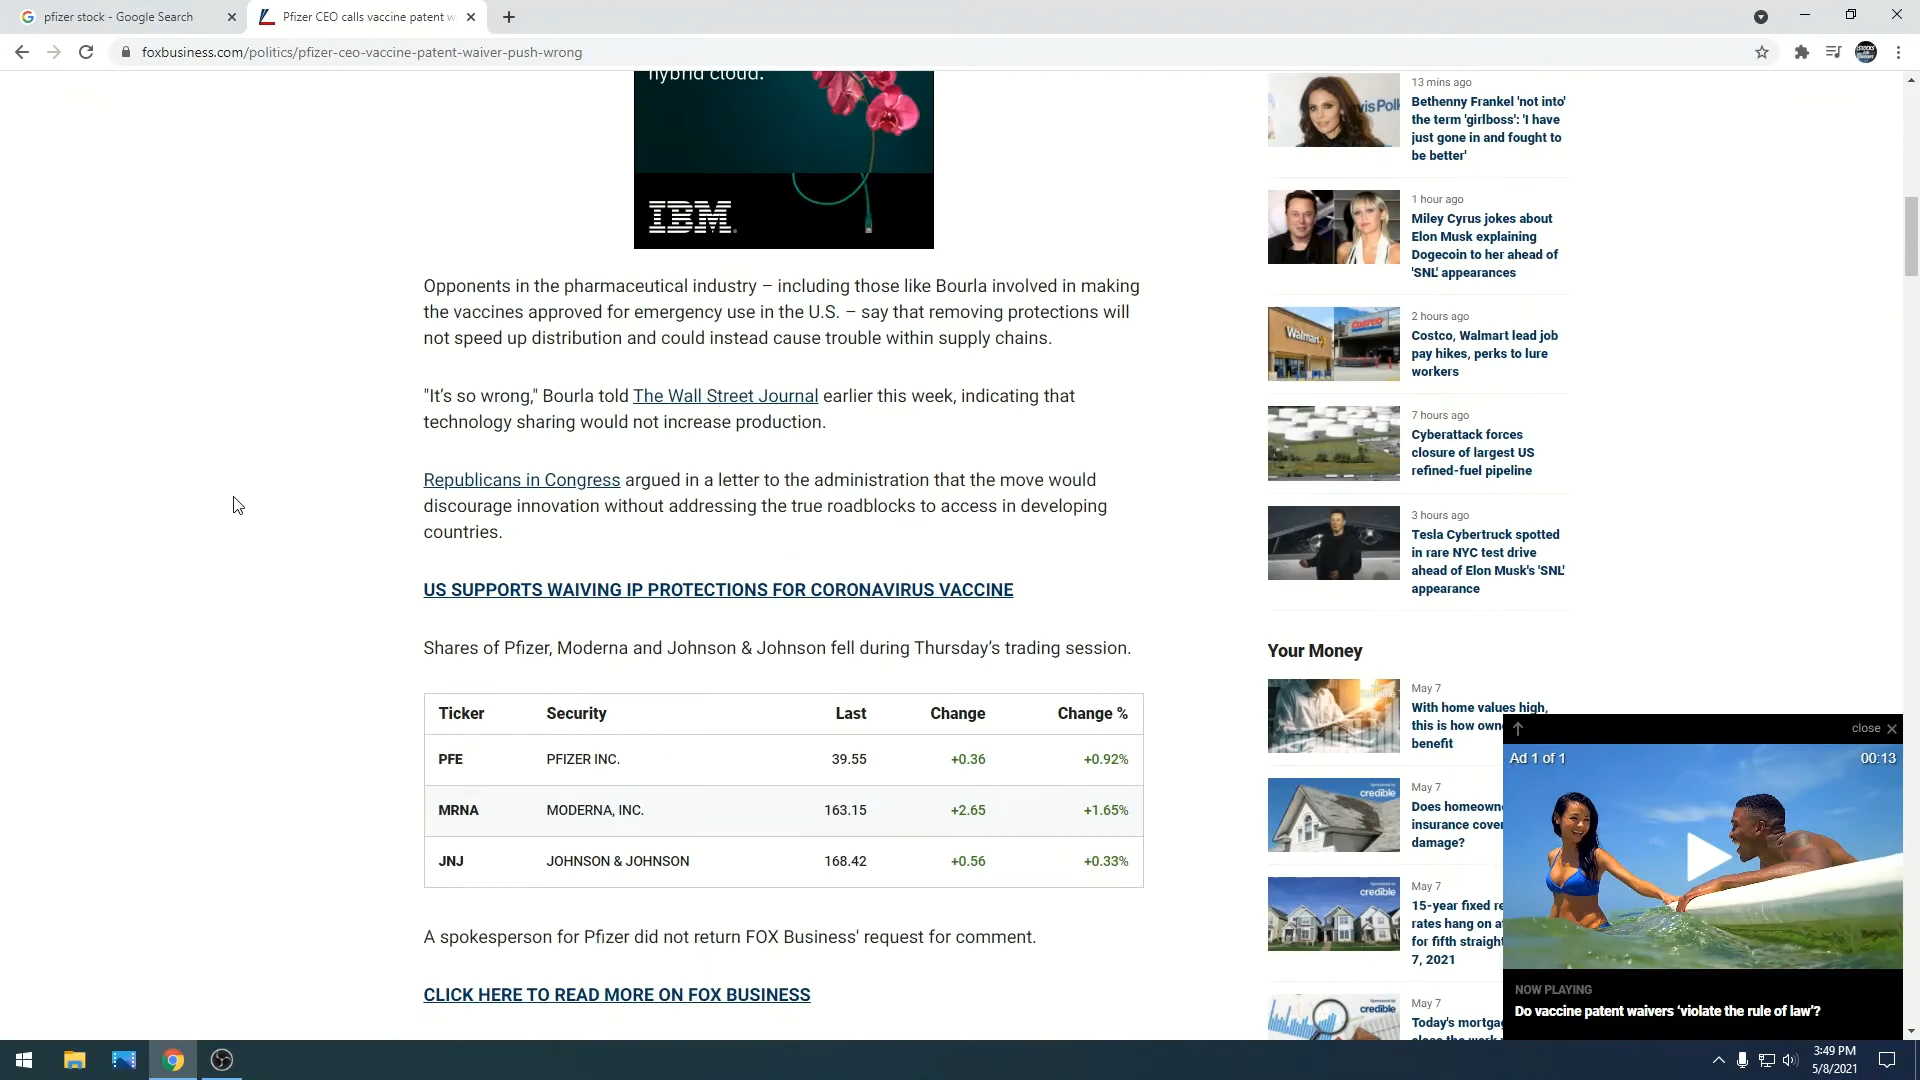 pfizer stock - Google Search
Pfizer CEO calls vaccine patent w
foxbusiness.com/politics/pfizer-ceo-vaccine-patent-waiver-push-wrong
hybrid cloud.
IBM
Opponents in the pharmaceutical industry – including those like Bourla involved in making
the vaccines approved for emergency use in the U.S. – say that removing protections will
not speed up distribution and could instead cause trouble within supply chains.
"It’s so wrong," Bourla told The Wall Street Journal earlier this week, indicating that
technology sharing would not increase production.
Republicans in Congress argued in a letter to the administration that the move would
discourage innovation without addressing the true roadblocks to access in developing
countries.
US SUPPORTS WAIVING IP PROTECTIONS FOR CORONAVIRUS VACCINE
Shares of Pfizer, Moderna and Johnson & Johnson fell during Thursday’s trading session.
Ticker Security Last Change Change %
PFE PFIZER INC. 39.55 +0.36 +0.92%
MRNA MODERNA, INC. 163.15 +2.65 +1.65%
JNJ JOHNSON & JOHNSON 168.42 +0.56 +0.33%
A spokesperson for Pfizer did not return FOX Business' request for comment.
CLICK HERE TO READ MORE ON FOX BUSINESS
13 mins ago
Bethenny Frankel 'not into'
the term 'girlboss': 'I have
just gone in and fought to
be better'
1 hour ago
Miley Cyrus jokes about
Elon Musk explaining
Dogecoin to her ahead of
'SNL' appearances
Walmart
Costco
2 hours ago
Costco, Walmart lead job
pay hikes, perks to lure
workers
7 hours ago
Cyberattack forces
closure of largest US
refined-fuel pipeline
3 hours ago
Tesla Cybertruck spotted
in rare NYC test drive
ahead of Elon Musk's 'SNL'
appearance
Your Money
May 7
With home values high,
this is how own
benefit
credible
May 7
Does homeown
insurance cover
damage?
credible
May 7
15-year fixed re
rates hang on a
for fifth straight
7, 2021
credible
May 7
Today's mortgag
close
Ad 1 of 1
00:13
NOW PLAYING
Do vaccine patent waivers ‘violate the rule of law’?
3:49 PM
5/8/2021